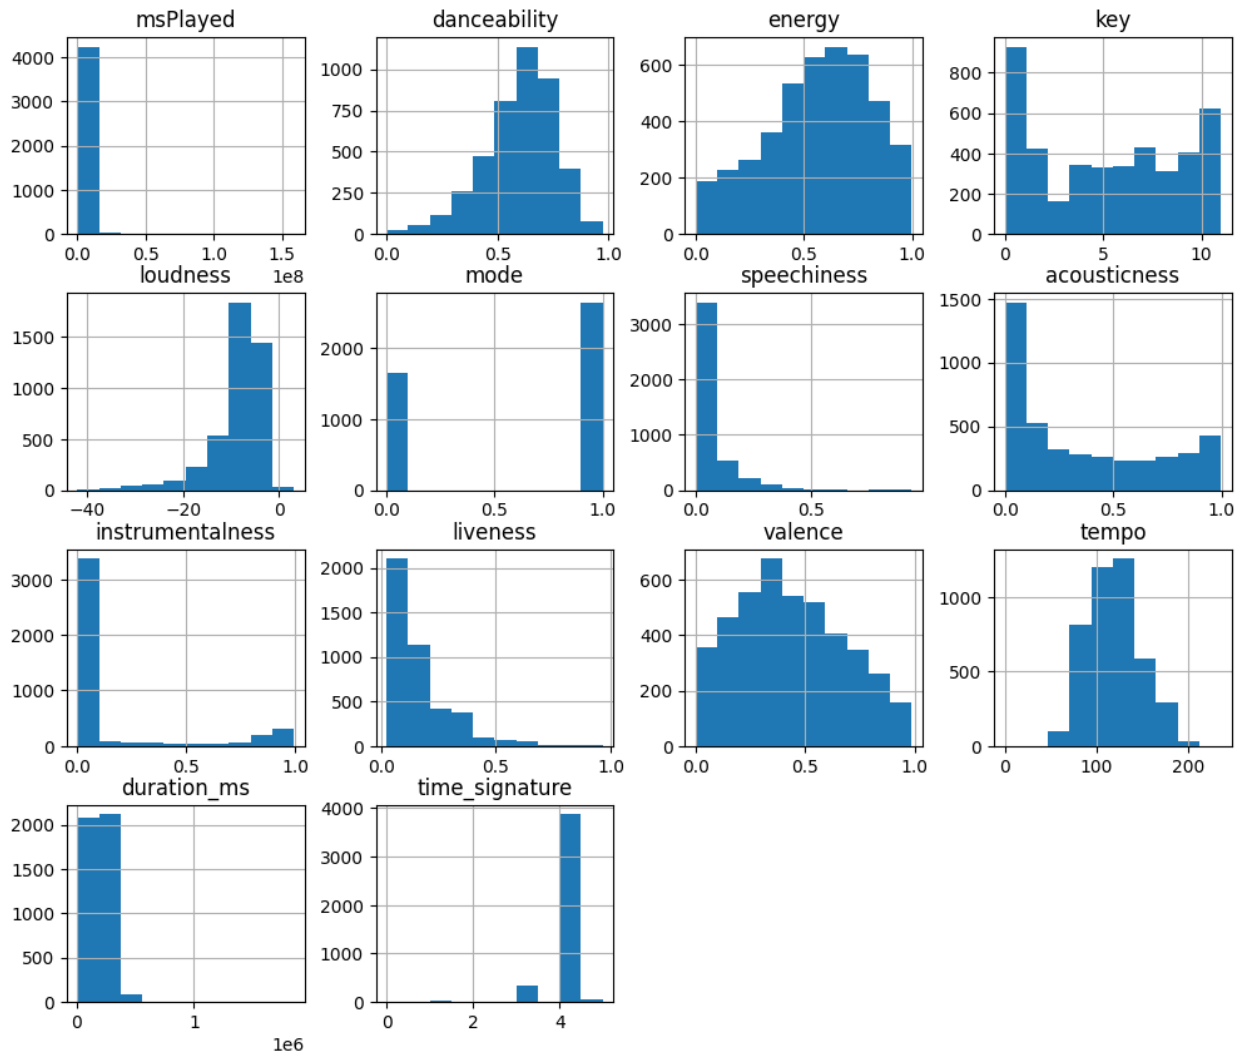 msPlayed
4000
3000
2000
1000
0
0.0 0.5 1.0 1.5
1e8
danceability
1000
750
500
250
0
0.0 0.5 1.0
energy
600
400
200
0
0.0 0.5 1.0
key
800
600
400
200
0
0 5 10
loudness
1500
1000
500
0
−40 −20 0
mode
2000
1000
0
0.0 0.5 1.0
speechiness
3000
2000
1000
0
0.0 0.5
acousticness
1500
1000
500
0
0.0 0.5 1.0
instrumentalness
3000
2000
1000
0
0.0 0.5 1.0
liveness
2000
1500
1000
500
0
0.0 0.5 1.0
valence
600
400
200
0
0.0 0.5 1.0
tempo
1000
500
0
0 100 200
duration_ms
2000
1500
1000
500
0
0 1
1e6
time_signature
4000
3000
2000
1000
0
0 2 4